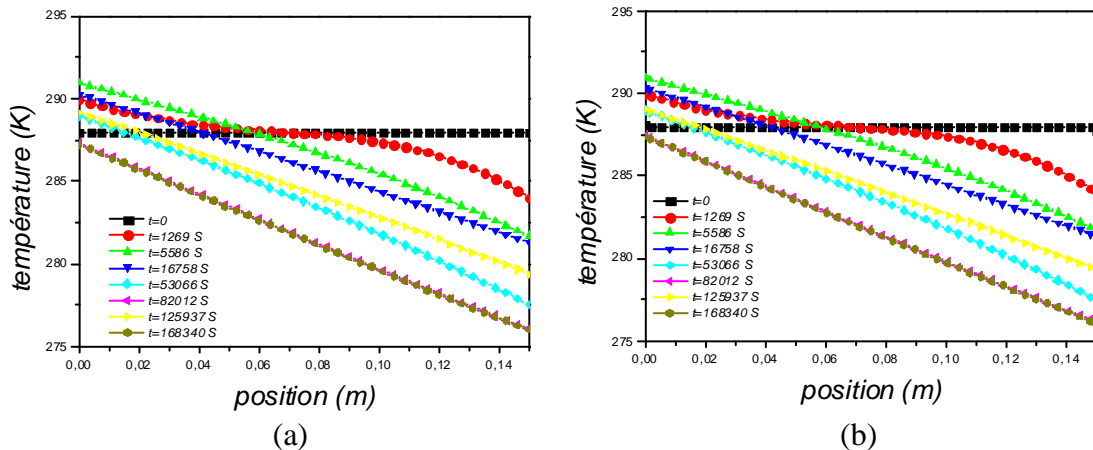 295
290
285
280
275
température (K)
t=0
t=1269 S
t=5586 S
t=16758 S
t=53066 S
t=82012 S
t=125937 S
t=168340 S
0,00 0,02 0,04 0,06 0,08 0,10 0,12 0,14
position (m)
(a)
295
290
285
280
275
température (K)
t=0
t=1269 S
t=5586 S
t=16758 S
t=53066 S
t=82012 S
t=125937 S
t=168340 S
0,00 0,02 0,04 0,06 0,08 0,10 0,12 0,14
position (m)
(b)